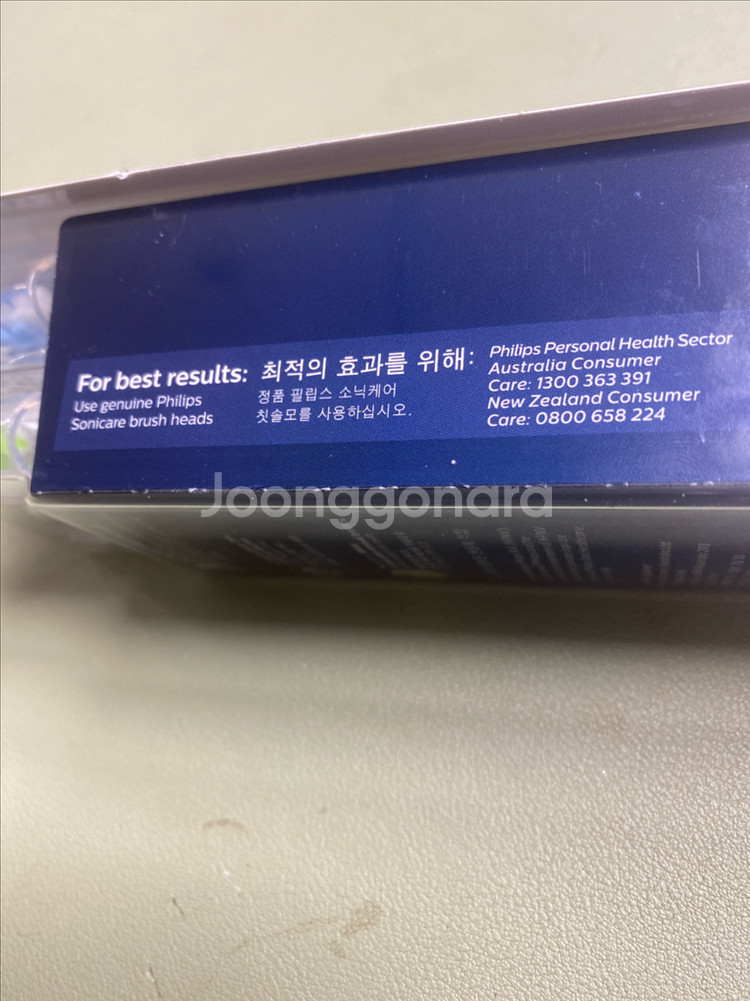 For best results:
Use genuine Philips
Sonicare brush heads
최적의 효과를 위해:
정품 필립스 소닉케어
칫솔모를 사용하십시오.
Philips Personal Health Sector
Australia Consumer
Care: 1300 363 391
New Zealand Consumer
Care: 0800 658 224
Joonggonara